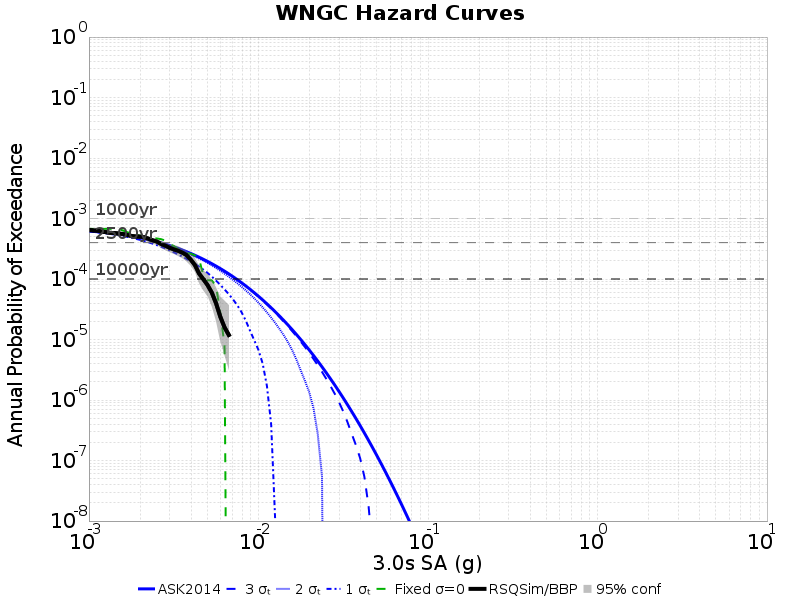 WNGC Hazard Curves
Annual Probability of Exceedance
10^0
10^-1
10^-2
10^-3
10^-4
10^-5
10^-6
10^-7
10^-8
1000yr
2500yr
10000yr
10^-3
10^-2
10^-1
10^0
10^1
3.0s SA (g)
ASK2014 3 σₜ 2 σₜ 1 σₜ Fixed σ=0 RSQSim/BBP 95% conf